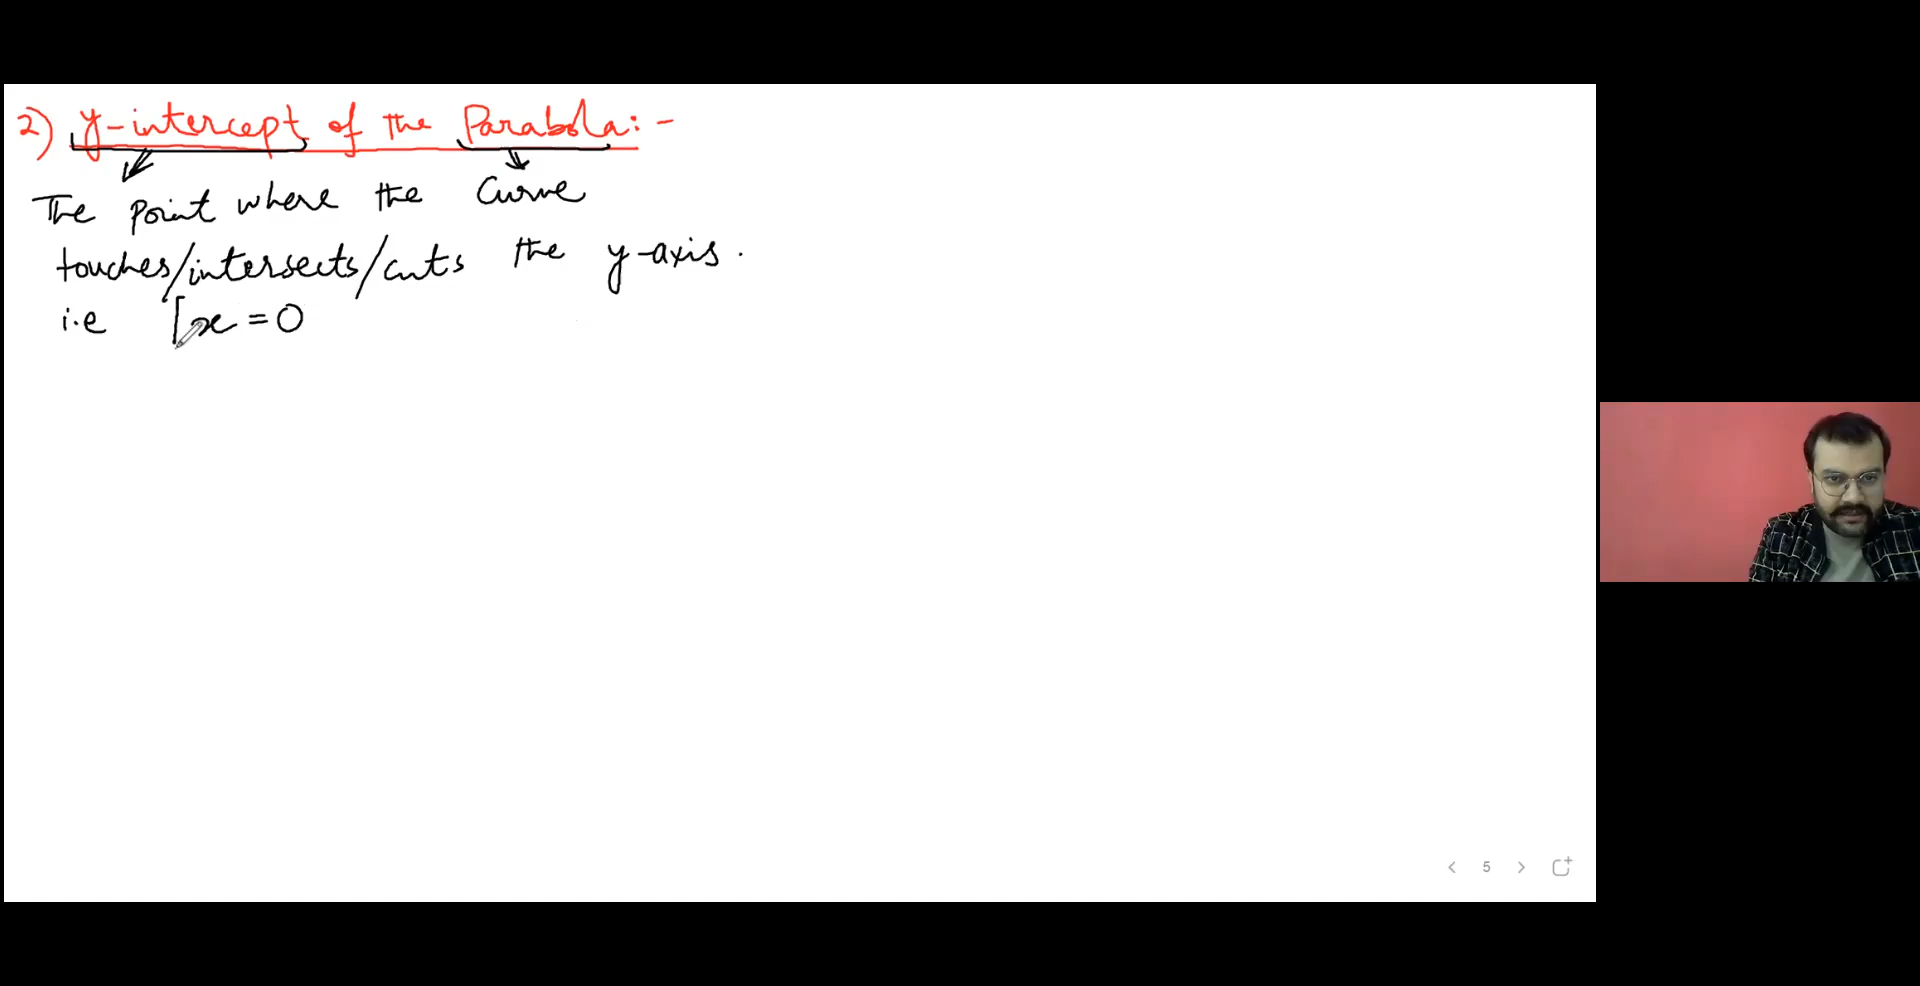 2) y-intercept of the Parabola:-
The point where the Curve
touches/intersects/cuts the y-axis.
i.e [x = 0
5